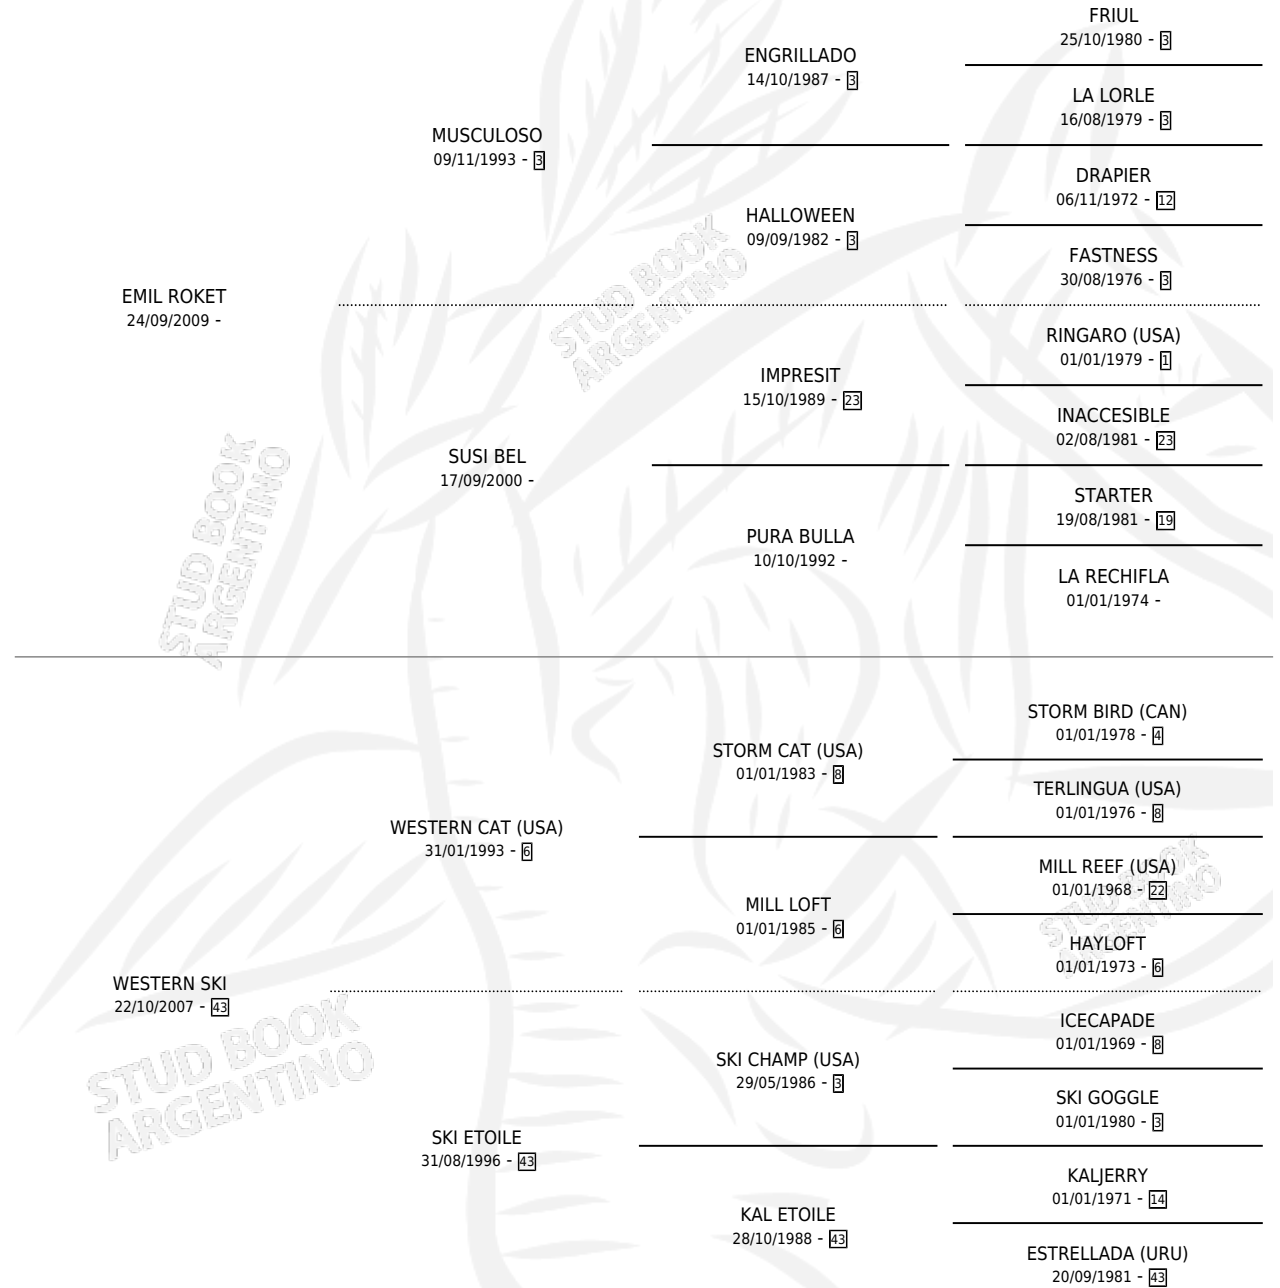 FRIUL
25/10/1980 - 3
ENGRILLADO
14/10/1987 - 3
LA LORLE
16/08/1979 - 3
MUSCULOSO
09/11/1993 - 3
DRAPIER
06/11/1972 - 12
HALLOWEEN
09/09/1982 - 3
FASTNESS
30/08/1976 - 3
EMIL ROKET
24/09/2009 -
RINGARO (USA)
01/01/1979 - 1
IMPRESIT
15/10/1989 - 23
INACCESIBLE
02/08/1981 - 23
SUSI BEL
17/09/2000 -
STARTER
19/08/1981 - 19
PURA BULLA
10/10/1992 -
LA RECHIFLA
01/01/1974 -
STORM BIRD (CAN)
01/01/1978 - 4
STORM CAT (USA)
01/01/1983 - 8
TERLINGUA (USA)
01/01/1976 - 8
WESTERN CAT (USA)
31/01/1993 - 6
MILL REEF (USA)
01/01/1968 - 22
MILL LOFT
01/01/1985 - 6
HAYLOFT
01/01/1973 - 6
WESTERN SKI
22/10/2007 - 43
ICECAPADE
01/01/1969 - 8
SKI CHAMP (USA)
29/05/1986 - 3
SKI GOGGLE
01/01/1980 - 3
SKI ETOILE
31/08/1996 - 43
KALJERRY
01/01/1971 - 14
KAL ETOILE
28/10/1988 - 43
ESTRELLADA (URU)
20/09/1981 - 43
STUD BOOK
ARGENTINO
STUD BOOK
ARGENTINO
STUD BOOK
ARGENTINO
STUD BOOK
ARGENTINO